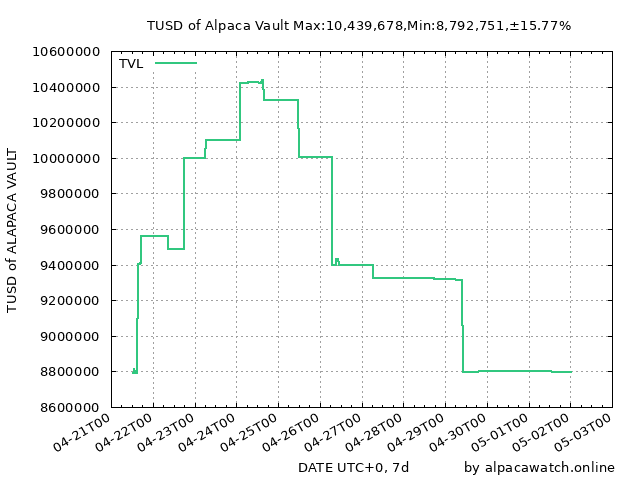 TUSD of Alpaca Vault Max:10,439,678,Min:8,792,751,±15.77%
TVL
10600000
10400000
10200000
10000000
9800000
9600000
9400000
9200000
9000000
8800000
8600000
TUSD of ALAPACA VAULT
04-21T00
04-22T00
04-23T00
04-24T00
04-25T00
04-26T00
04-27T00
04-28T00
04-29T00
04-30T00
05-01T00
05-02T00
05-03T00
DATE UTC+0, 7d
by alpacawatch.online